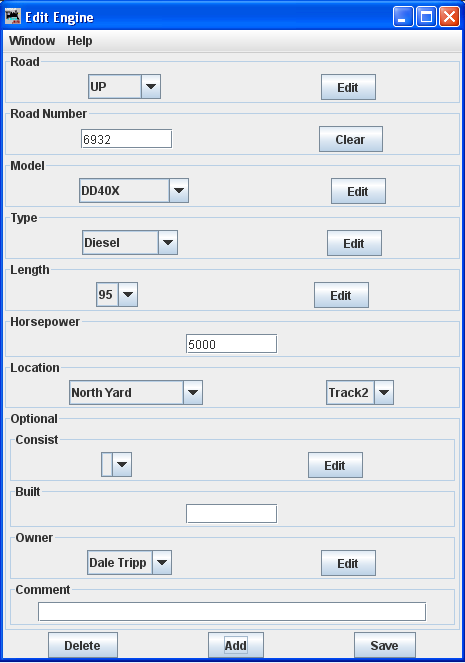 Edit Engine
Window Help
Road
UP Edit
Road Number
6932 Clear
Model
DD40X Edit
Type
Diesel Edit
Length
95 Edit
Horsepower
5000
Location
North Yard Track2
Optional
Consist
Edit
Built
Owner
Dale Tripp Edit
Comment
Delete Add Save